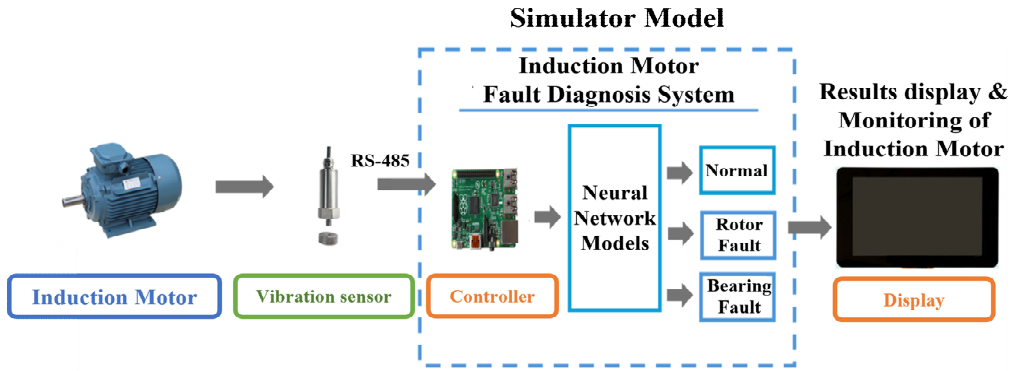 Simulator Model
Induction Motor
Fault Diagnosis System
Results display &
Monitoring of
Induction Motor
RS-485
Neural
Network
Models
Normal
Rotor
Fault
Bearing
Fault
Induction Motor
Vibration sensor
Controller
Display